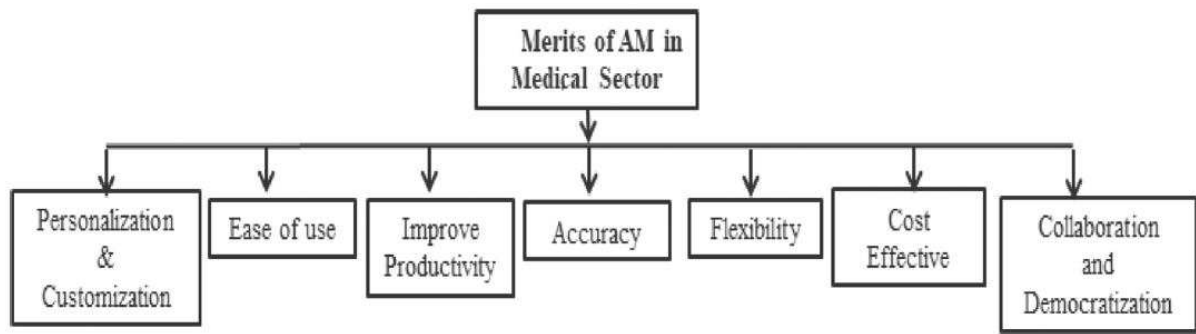 Merits of AM in
Medical Sector
Personalization
&
Customization
Ease of use
Improve
Productivity
Accuracy
Flexibility
Cost
Effective
Collaboration
and
Democratization